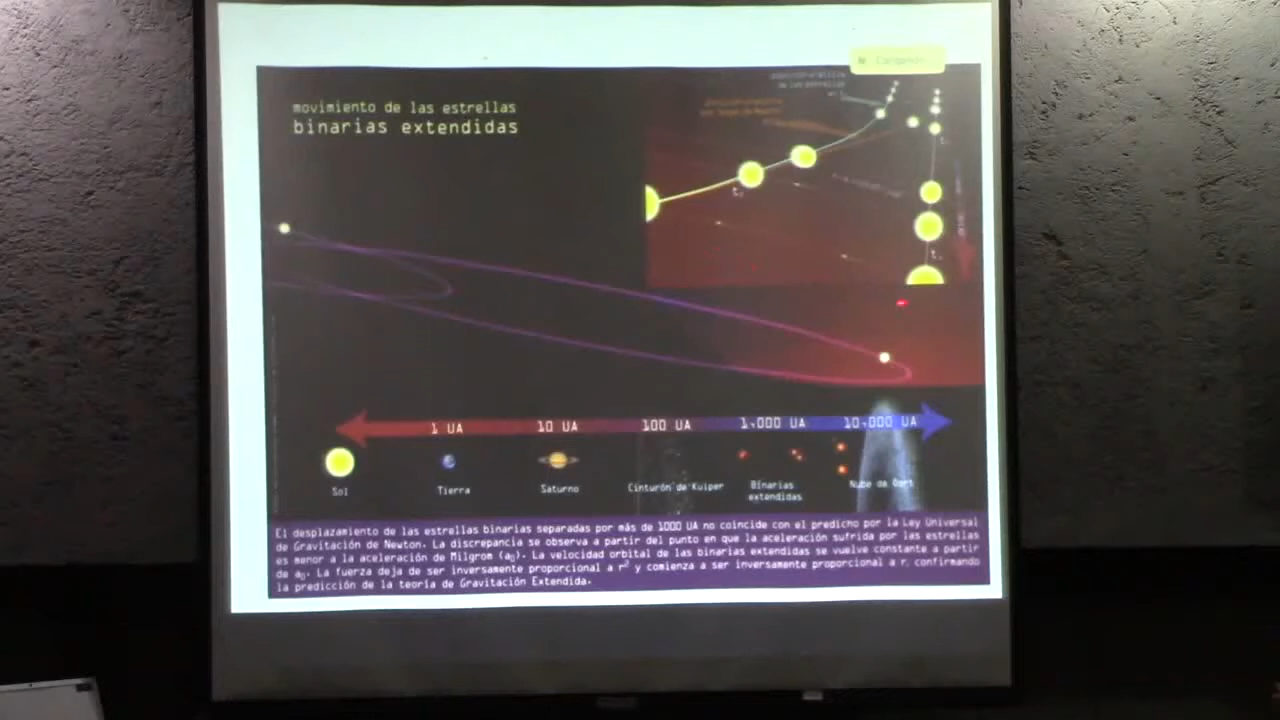 movimiento de las estrellas
binarias extendidas
1 UA 10 UA 100 UA 1,000 UA 10,000 UA
Sol Tierra Saturno Cinturón de Kuiper Binarias extendidas Nube de Oort
El desplazamiento de las estrellas binarias separadas por más de 1000 UA no coincide con el predicho por la Ley Universal
de Gravitación de Newton. La discrepancia se observa a partir del punto en que la aceleración sufrida por las estrellas
es menor a la aceleración de Milgrom (a₀). La velocidad orbital de las binarias extendidas se vuelve constante a partir
de a₀. La fuerza deja de ser inversamente proporcional a r² y comienza a ser inversamente proporcional a r, confirmando
la predicción de la teoría de Gravitación Extendida.